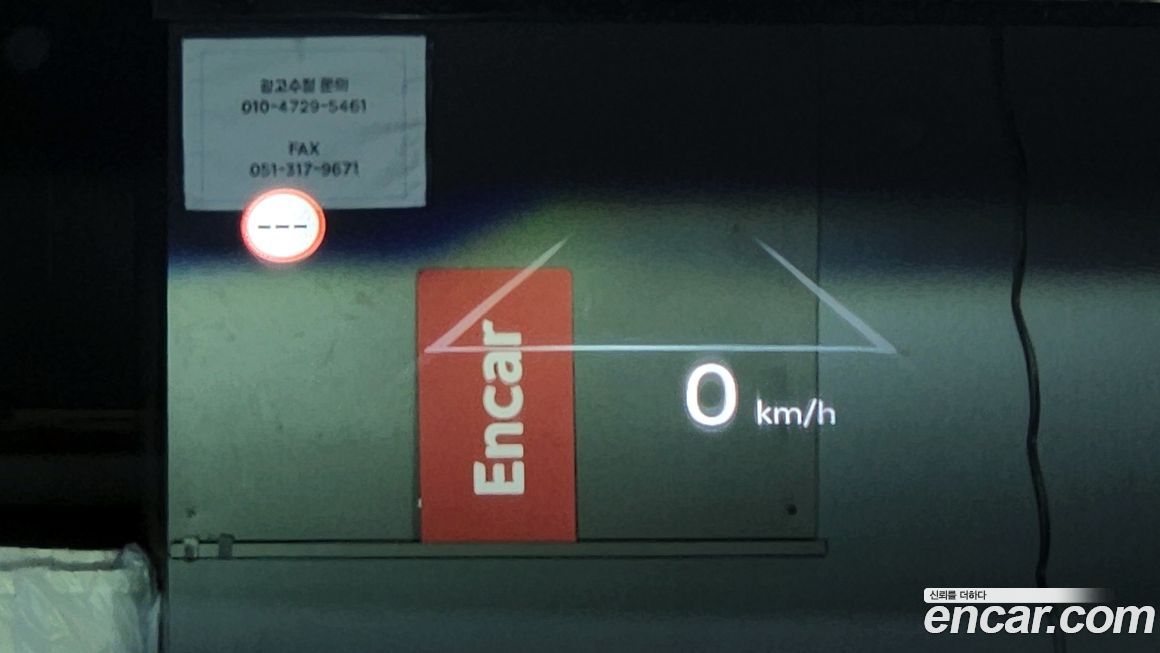 광고수정 문의
010-4729-5461
FAX
051-317-9671
---
Encar
0 km/h
신뢰를 더하다
encar.com